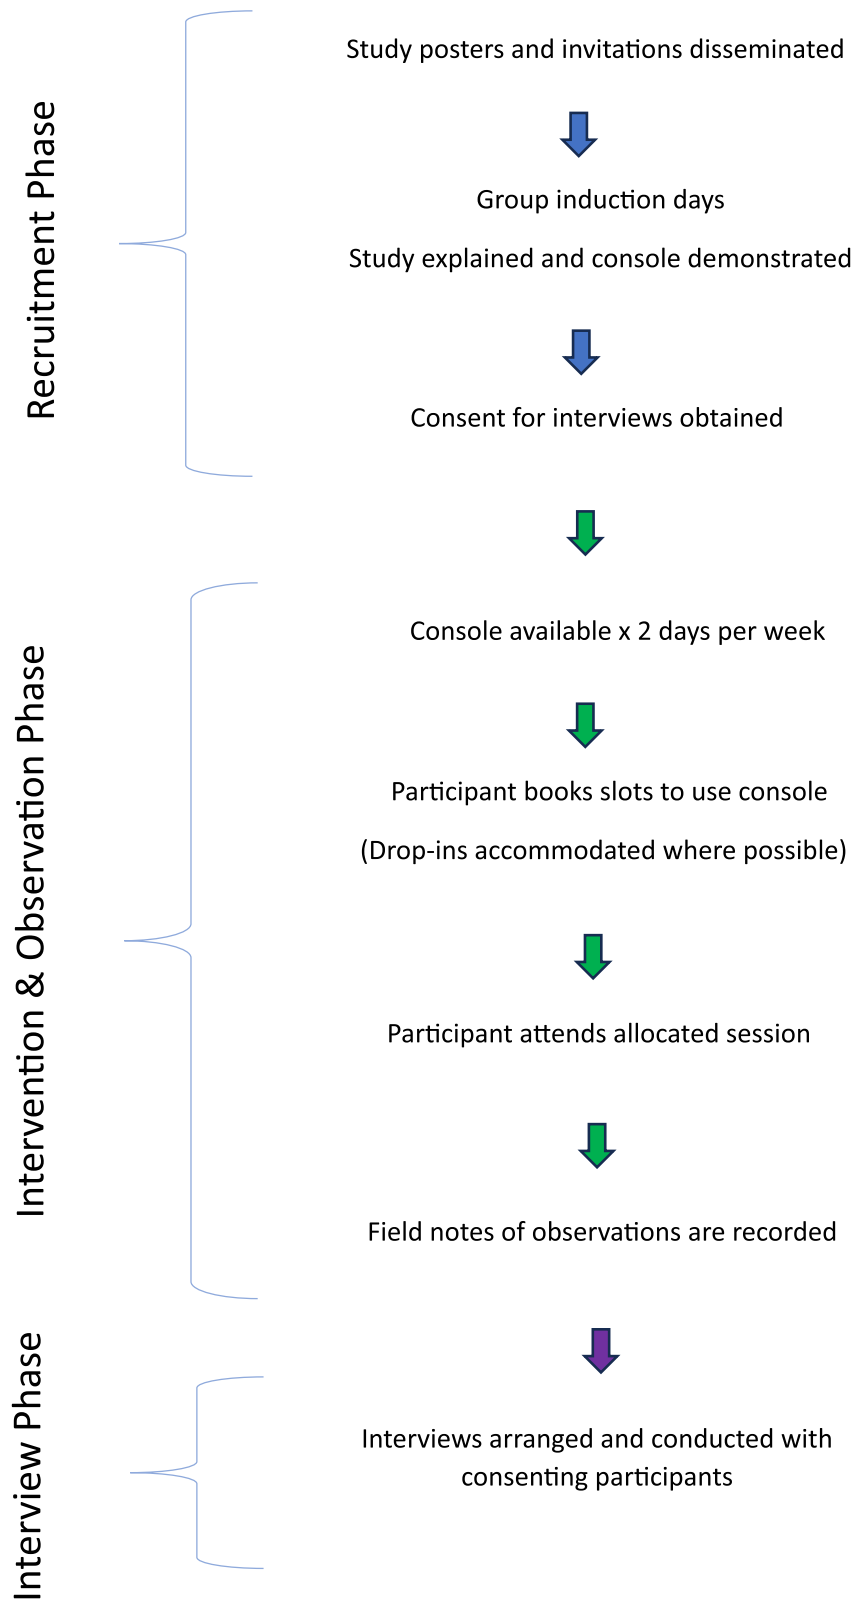 Recruitment Phase
Study posters and invitations disseminated
Group induction days
Study explained and console demonstrated
Consent for interviews obtained
Intervention & Observation Phase
Console available x 2 days per week
Participant books slots to use console
(Drop-ins accommodated where possible)
Participant attends allocated session
Field notes of observations are recorded
Interview Phase
Interviews arranged and conducted with
consenting participants